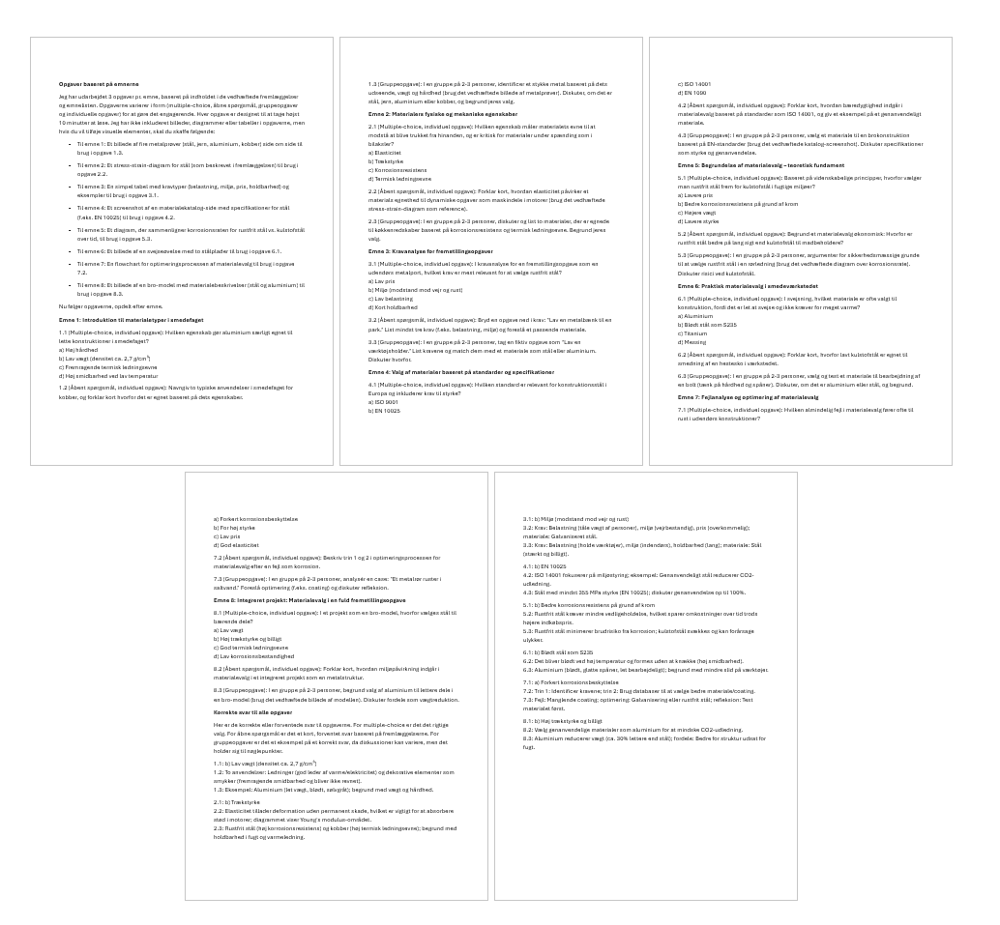 Opgaver baseret på emnerne
Jeg har udarbejdet 3 opgaver pr. emne, baseret på indholdet i de vedhæftede fremlæggelser
og emnelisten. Opgaverne varierer i form (multiple-choice, åbne spørgsmål, gruppeopgaver
og individuelle opgaver) for at gøre det engagerende. Hver opgave er designet til at tage højst
10 minutter at løse. Jeg har ikke inkluderet billeder, diagrammer eller tabeller i opgaverne, men
hvis du vil tilføje visuelle elementer, skal du skaffe følgende:
• Til emne 1: Et billede af fire metalprøver (stål, jern, aluminium, kobber) side om side til
brug i opgave 1.3.
• Til emne 2: Et stress-strain-diagram for stål (som beskrevet i fremlæggelsen) til brug i
opgave 2.2.
• Til emne 3: En simpel tabel med kravtyper (belastning, miljø, pris, holdbarhed) og
eksempler til brug i opgave 3.1.
• Til emne 4: Et screenshot af en materialekatalog-side med specifikationer for stål
(f.eks. EN 10025) til brug i opgave 4.2.
• Til emne 5: Et diagram, der sammenligner korrosionsraten for rustfrit stål vs. kulstofstål
over tid, til brug i opgave 5.3.
• Til emne 6: Et billede af en svejseøvelse med to stålplader til brug i opgave 6.1.
• Til emne 7: En flowchart for optimeringsprocessen af materialevalg til brug i opgave
7.2.
• Til emne 8: Et billede af en bro-model med materialebeskrivelser (stål og aluminium) til
brug i opgave 8.3.
Nu følger opgaverne, opdelt efter emne.
Emne 1: Introduktion til materialetyper i smedefaget
1.1 (Multiple-choice, individuel opgave): Hvilken egenskab gør aluminium særligt egnet til
lette konstruktioner i smedefaget?
a) Høj hårdhed
b) Lav vægt (densitet ca. 2,7 g/cm³)
c) Fremragende termisk ledningsevne
d) Høj smidbarhed ved lav temperatur
1.2 (Åbent spørgsmål, individuel opgave): Navngiv to typiske anvendelser i smedefaget for
kobber, og forklar kort hvorfor det er egnet baseret på dets egenskaber.
1.3 (Gruppeopgave): I en gruppe på 2-3 personer, identificer et stykke metal baseret på dets
udseende, vægt og hårdhed (brug det vedhæftede billede af metalprøver). Diskuter, om det er
stål, jern, aluminium eller kobber, og begrund jeres valg.
Emne 2: Materialers fysiske og mekaniske egenskaber
2.1 (Multiple-choice, individuel opgave): Hvilken egenskab måler materialets evne til at
modstå at blive trukket fra hinanden, og er kritisk for materialer under spænding som i
bilaksler?
a) Elasticitet
b) Trækstyrke
c) Korrosionsresistens
d) Termisk ledningsevne
2.2 (Åbent spørgsmål, individuel opgave): Forklar kort, hvordan elasticitet påvirker et
materials egnethed til dynamiske opgaver som maskindele i motorer (brug det vedhæftede
stress-strain-diagram som reference).
2.3 (Gruppeopgave): I en gruppe på 2-3 personer, diskuter og list to materialer, der er egnede
til køkkenredskaber baseret på korrosionsresistens og termisk ledningsevne. Begrund jeres
valg.
Emne 3: Kravanalyse for fremstillingsopgaver
3.1 (Multiple-choice, individuel opgave): I kravanalyse for en fremstillingsopgave som en
udendørs metalport, hvilket krav er mest relevant for at vælge rustfrit stål?
a) Lav pris
b) Miljø (modstand mod vejr og rust)
c) Lav belastning
d) Kort holdbarhed
3.2 (Åbent spørgsmål, individuel opgave): Bryd en opgave ned i krav: "Lav en metalbænk til en
park." List mindst tre krav (f.eks. belastning, miljø) og foreslå et passende materiale.
3.3 (Gruppeopgave): I en gruppe på 2-3 personer, tag en fiktiv opgave som "Lav en
værktøjsholder." List kravene og match dem med et materiale som stål eller aluminium.
Diskuter hvorfor.
Emne 4: Valg af materialer baseret på standarder og specifikationer
4.1 (Multiple-choice, individuel opgave): Hvilken standard er relevant for konstruktionsstål i
Europa og inkluderer krav til styrke?
a) ISO 9001
b) EN 10025
c) ISO 14001
d) EN 1090
4.2 (Åbent spørgsmål, individuel opgave): Forklar kort, hvordan bæredygtighed indgår i
materialevalg baseret på standarder som ISO 14001, og giv et eksempel på et genanvendeligt
materiale.
4.3 (Gruppeopgave): I en gruppe på 2-3 personer, vælg et materiale til en brokonstruktion
baseret på EN-standarder (brug det vedhæftede katalog-screenshot). Diskuter specifikationer
som styrke og genanvendelse.
Emne 5: Begrundelse af materialevalg – teoretisk fundament
5.1 (Multiple-choice, individuel opgave): Baseret på videnskabelige principper, hvorfor vælger
man rustfrit stål frem for kulstofstål i fugtige miljøer?
a) Lavere pris
b) Bedre korrosionsresistens på grund af krom
c) Højere vægt
d) Lavere styrke
5.2 (Åbent spørgsmål, individuel opgave): Begrund et materialevalg økonomisk: Hvorfor er
rustfrit stål bedre på lang sigt end kulstofstål for et udendørs hegn?
5.3 (Gruppeopgave): I en gruppe på 2-3 personer, argumenter for sikkerhedsmæssige grunde
til at vælge rustfrit stål i en rørledning (brug det vedhæftede diagram over korrosionsrate).
Diskuter risici ved kulstofstål.
Emne 6: Praktisk materialevalg i smedeværkstedet
6.1 (Multiple-choice, individuel opgave): I svejsning, hvilket materiale er ofte valgt til
konstruktion, fordi det er let at svejse og ikke kræver for meget varme?
a) Aluminium
b) Blødt stål som S235
c) Titanium
d) Messing
6.2 (Åbent spørgsmål, individuel opgave): Forklar kort, hvorfor lavt kulstofstål er egnet til
smedning af en hestesko i værkstedet.
6.3 (Gruppeopgave): I en gruppe på 2-3 personer, vælg og test et materiale til bearbejdning af
en bolt (tænk på hårdhed og spåner). Diskuter, om det er aluminium eller stål, og begrund.
Emne 7: Fejlanalyse og optimering af materialevalg
7.1 (Multiple-choice, individuel opgave): Hvilken almindelig fejl i materialevalg fører ofte til
rust i udendørs konstruktioner?
a) Forkert korrosionsbeskyttelse
b) For høj styrke
c) Lav pris
d) God elasticitet
7.2 (Åbent spørgsmål, individuel opgave): Beskriv trin 1 og 2 i optimeringsprocessen for
materialevalg efter en fejl som korrosion.
7.3 (Gruppeopgave): I en gruppe på 2-3 personer, analysér en case: "Et metalrør ruster i
saltvand." Foreslå optimering (f.eks. coating) og diskuter refleksion.
Emne 8: Integreret projekt: Materialevalg i en fuld fremstillingsopgave
8.1 (Multiple-choice, individuel opgave): I et projekt som en bro-model, hvorfor vælges stål til
bærende dele?
a) Lav vægt
b) Høj trækstyrke og billigt
c) God termisk ledningsevne
d) Lav korrosionsbestandighed
8.2 (Åbent spørgsmål, individuel opgave): Forklar kort, hvordan miljøpåvirkning indgår i
materialevalg i et integreret projekt som en metalstruktur.
8.3 (Gruppeopgave): I en gruppe på 2-3 personer, begrund valg af aluminium til lettere dele i
en bro-model (brug det vedhæftede billede af modellen). Diskuter fordele som vægtreduktion.
Korrekte svar til alle opgaver
Her er de korrekte eller forventede svar til opgaverne. For multiple-choice er det det rigtige
valg. For åbne spørgsmål er det et kort, forventet svar baseret på fremlæggelserne. For
gruppeopgaver er det et eksempel på et korrekt svar, da diskussioner kan variere, men det
holder sig til nøglepunkter.
1.1: b) Lav vægt (densitet ca. 2,7 g/cm³)
1.2: To anvendelser: Ledninger (god leder af varme/elektricitet) og dekorative elementer som
smykker (fremragende smidbarhed og bliver ikke revnet).
1.3: Eksempel: Aluminium (let vægt, blødt, sølvgråt); begrund med vægt og hårdhed.
2.1: b) Trækstyrke
2.2: Elasticitet tillader deformation uden permanent skade, hvilket er vigtigt for at absorbere
stød i motorer; diagrammet viser Young's modulus-området.
2.3: Rustfrit stål (høj korrosionsresistens) og kobber (høj termisk ledningsevne); begrund med
holdbarhed i fugt og varmeledning.
3.1: b) Miljø (modstand mod vejr og rust)
3.2: Krav: Belastning (tåle vægt af personer), miljø (vejrbestandig), pris (overkommelig);
materiale: Galvaniseret stål.
3.3: Krav: Belastning (holde værktøjer), miljø (indendørs), holdbarhed (lang); materiale: Stål
(stærkt og billigt).
4.1: b) EN 10025
4.2: ISO 14001 fokuserer på miljøstyring; eksempel: Genanvendeligt stål reducerer CO2-
udledning.
4.3: Stål med mindst 355 MPa styrke (EN 10025); diskuter genanvendelse op til 100%.
5.1: b) Bedre korrosionsresistens på grund af krom
5.2: Rustfrit stål kræver mindre vedligeholdelse, hvilket sparer omkostninger over tid trods
højere indkøbspris.
5.3: Rustfrit stål minimerer brudrisiko fra korrosion; kulstofstål svækkes og kan forårsage
ulykker.
6.1: b) Blødt stål som S235
6.2: Det bliver blødt ved høj temperatur og formes uden at knække (høj smidbarhed).
6.3: Aluminium (blødt, glatte spåner, let bearbejdeligt); begrund med mindre slid på værktøjer.
7.1: a) Forkert korrosionsbeskyttelse
7.2: Trin 1: Identificer kravene; trin 2: Brug databaser til at vælge bedre materiale/coating.
7.3: Fejl: Manglende coating; optimering: Galvanisering eller rustfrit stål; refleksion: Test
materialet først.
8.1: b) Høj trækstyrke og billigt
8.2: Vælg genanvendelige materialer som aluminium for at mindske CO2-udledning.
8.3: Aluminium reducerer vægt (ca. 30% lettere end stål); fordele: Bedre for struktur udsat for
fugt.